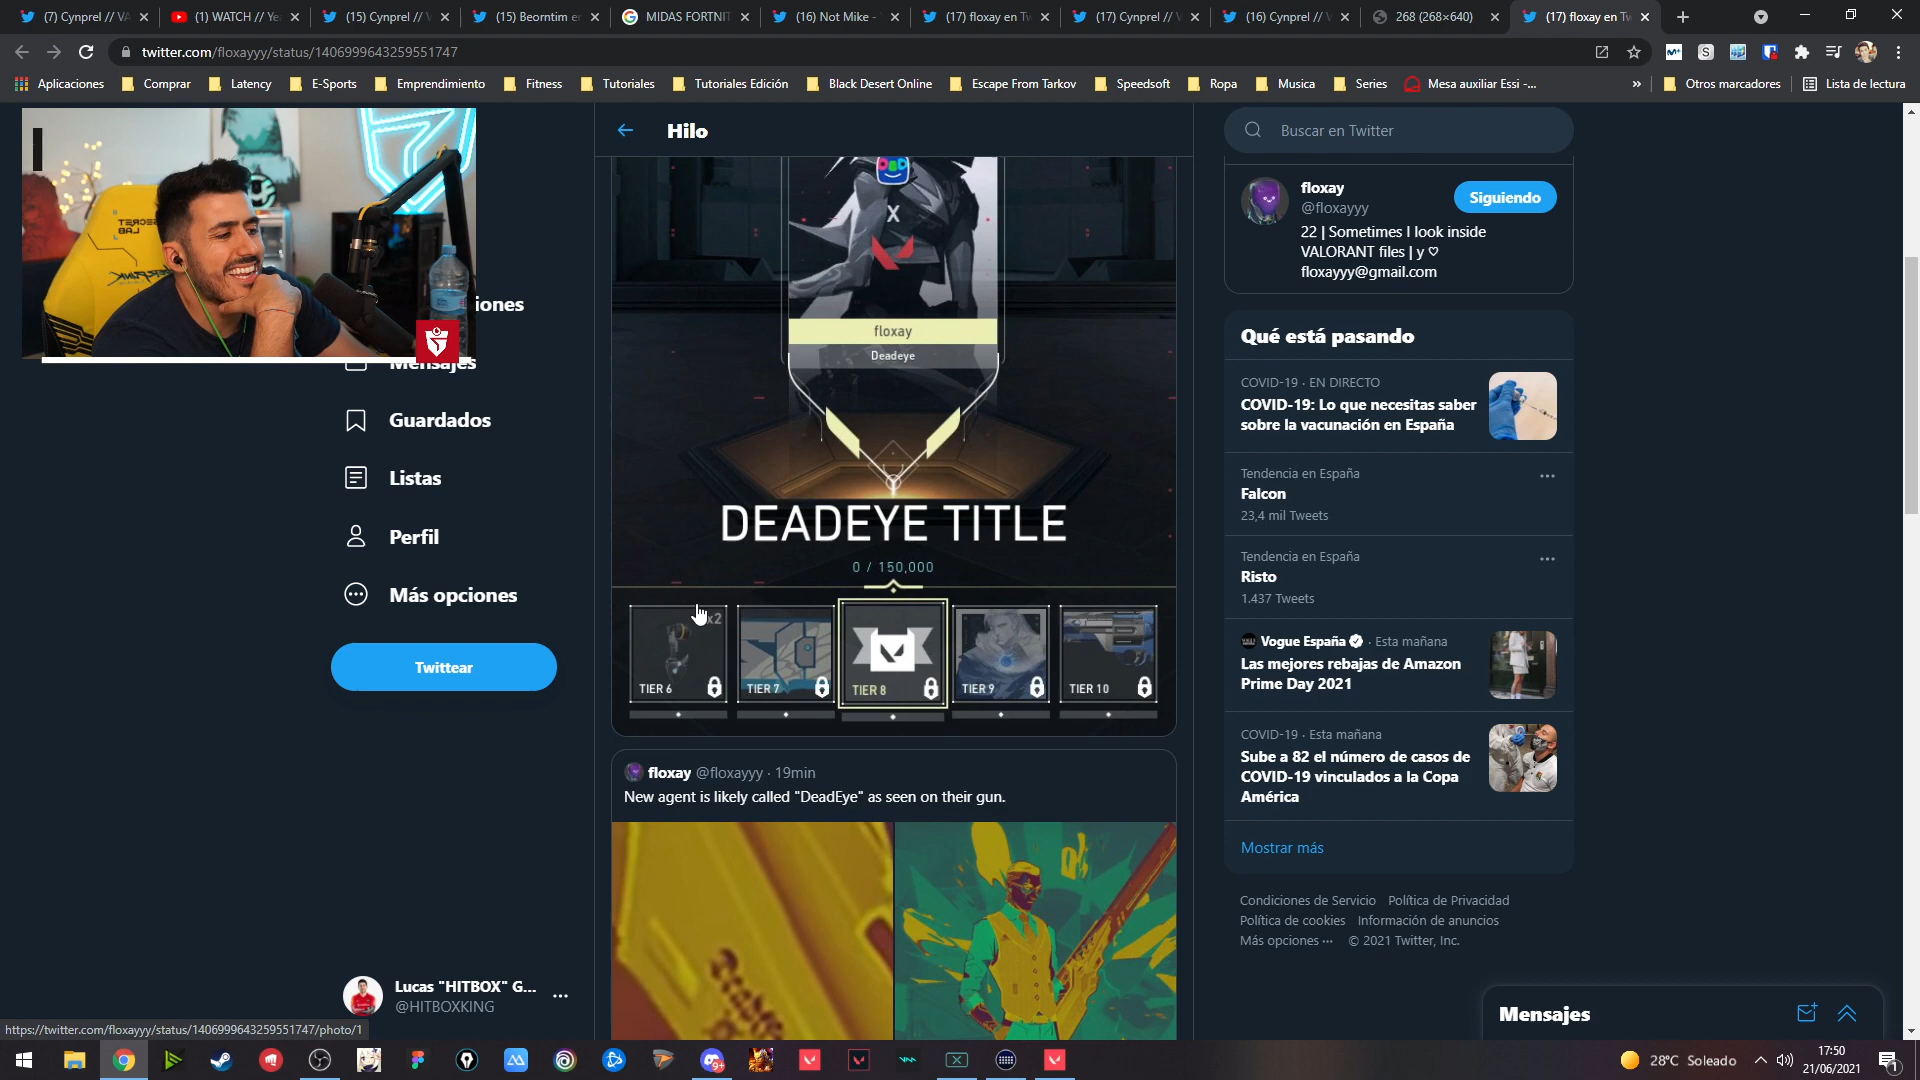 (7) Cynprel // VA
(1) WATCH // Ye
(15) Cynprel // V
(15) Beorntim e
MIDAS FORTNIT
(16) Not Mike -
(17) floxay en Tw
(17) Cynprel // V
(16) Cynprel // V
268 (268×640)
(17) floxay en Tw
twitter.com/floxayyy/status/1406999643259551747
Aplicaciones
Comprar
Latency
E-Sports
Emprendimiento
Fitness
Tutoriales
Tutoriales Edición
Black Desert Online
Escape From Tarkov
Speedsoft
Ropa
Musica
Series
Mesa auxiliar Essi -...
»
Otros marcadores
Lista de lectura
SECRET
LAB
iones
Mensajes
Guardados
Listas
Perfil
Más opciones
Twittear
Lucas "HITBOX" G...
@HITBOXKING
https://twitter.com/floxayyy/status/1406999643259551747/photo/1
Hilo
X
floxay
Deadeye
DEADEYE TITLE
0 / 150,000
x2
TIER 6
TIER 7
TIER 8
TIER 9
TIER 10
floxay @floxayyy · 19min
New agent is likely called "DeadEye" as seen on their gun.
Buscar en Twitter
floxay
@floxayyy
Siguiendo
22 | Sometimes I look inside
VALORANT files | y ♡
floxayyy@gmail.com
Qué está pasando
COVID-19 · EN DIRECTO
COVID-19: Lo que necesitas saber
sobre la vacunación en España
Tendencia en España
Falcon
23,4 mil Tweets
Tendencia en España
Risto
1.437 Tweets
Vogue España · Esta mañana
Las mejores rebajas de Amazon
Prime Day 2021
COVID-19 · Esta mañana
Sube a 82 el número de casos de
COVID-19 vinculados a la Copa
América
Mostrar más
Condiciones de Servicio Política de Privacidad
Política de cookies Información de anuncios
Más opciones ··· © 2021 Twitter, Inc.
Mensajes
9+
28°C Soleado
17:50
21/06/2021
1